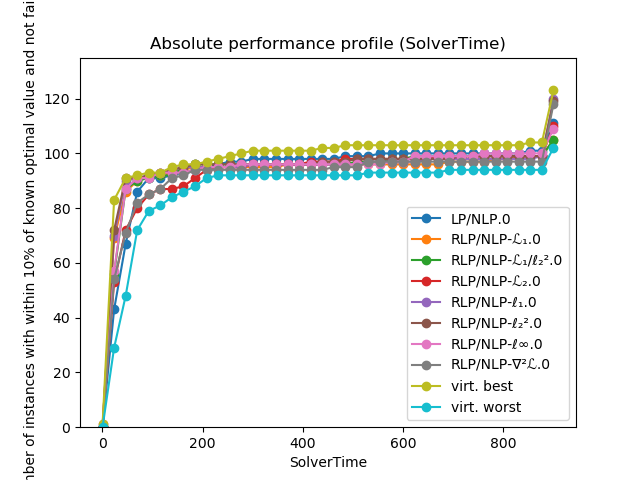 Absolute performance profile (SolverTime)
of instances with within 10% of known optimal value and not
120
100
80
60
40
20
0
0 200 400 600 800
SolverTime
LP/NLP.0
RLP/NLP-ℒ₁.0
RLP/NLP-ℒ₁/ℓ₂².0
RLP/NLP-ℒ₂.0
RLP/NLP-ℓ₁.0
RLP/NLP-ℓ₂².0
RLP/NLP-ℓ∞.0
RLP/NLP-∇²ℒ.0
virt. best
virt. worst